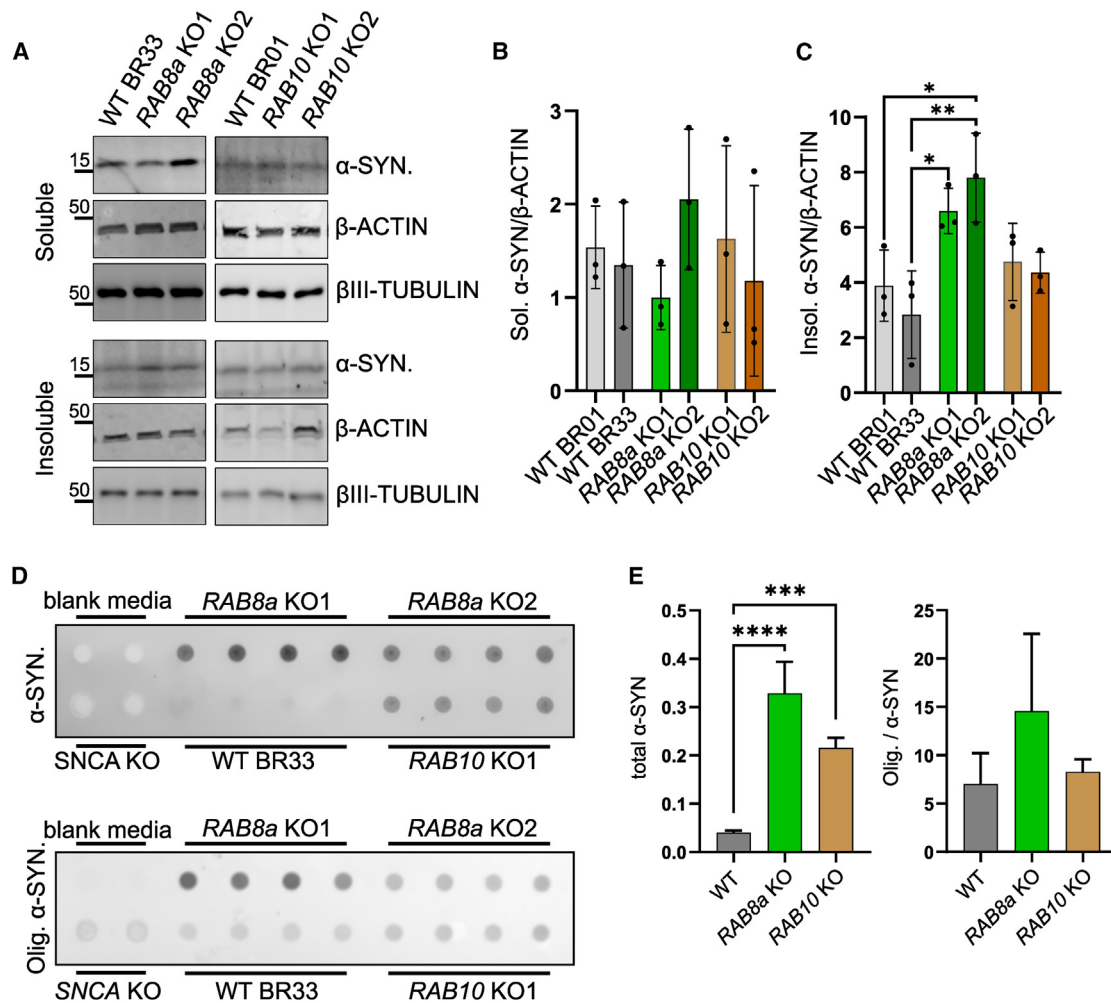 A
WT BR33
RAB8a KO1
RAB8a KO2
WT BR01
RAB10 KO1
RAB10 KO2
Soluble
15
α-SYN.
50
β-ACTIN
50
βIII-TUBULIN
Insoluble
15
α-SYN.
50
β-ACTIN
50
βIII-TUBULIN
B
Sol. α-SYN/β-ACTIN
3
2
1
0
WT BR01
WT BR33
RAB8a KO1
RAB8a KO2
RAB10 KO1
RAB10 KO2
C
Insol. α-SYN/β-ACTIN
*
**
*
10
8
6
4
2
0
WT BR01
WT BR33
RAB8a KO1
RAB8a KO2
RAB10 KO1
RAB10 KO2
D
blank media RAB8a KO1 RAB8a KO2
α-SYN.
SNCA KO WT BR33 RAB10 KO1
blank media RAB8a KO1 RAB8a KO2
Olig. α-SYN.
SNCA KO WT BR33 RAB10 KO1
E
total α-SYN
***
****
0.5
0.4
0.3
0.2
0.1
0.0
WT
RAB8a KO
RAB10 KO
Olig. / α-SYN
25
20
15
10
5
0
WT
RAB8a KO
RAB10 KO